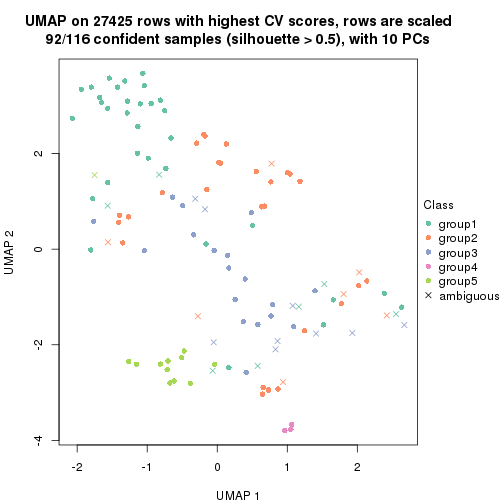 UMAP on 27425 rows with highest CV scores, rows are scaled
92/116 confident samples (silhouette > 0.5), with 10 PCs
UMAP 2
2
0
-2
-4
-2
-1
0
1
2
UMAP 1
Class
group1
group2
group3
group4
group5
ambiguous